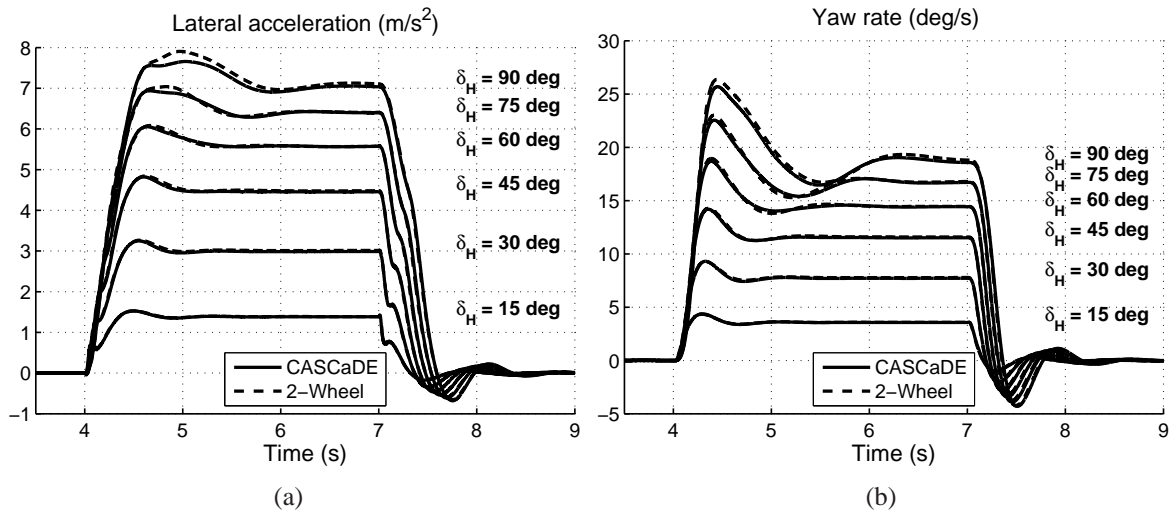 Lateral acceleration (m/s²)
8
7
6
5
4
3
2
1
0
−1
δH = 90 deg
δH = 75 deg
δH = 60 deg
δH = 45 deg
δH = 30 deg
δH = 15 deg
CASCaDE
2−Wheel
4 5 6 7 8 9
Time (s)
(a)
Yaw rate (deg/s)
30
25
20
15
10
5
0
−5
δH = 90 deg
δH = 75 deg
δH = 60 deg
δH = 45 deg
δH = 30 deg
δH = 15 deg
CASCaDE
2−Wheel
4 5 6 7 8 9
Time (s)
(b)